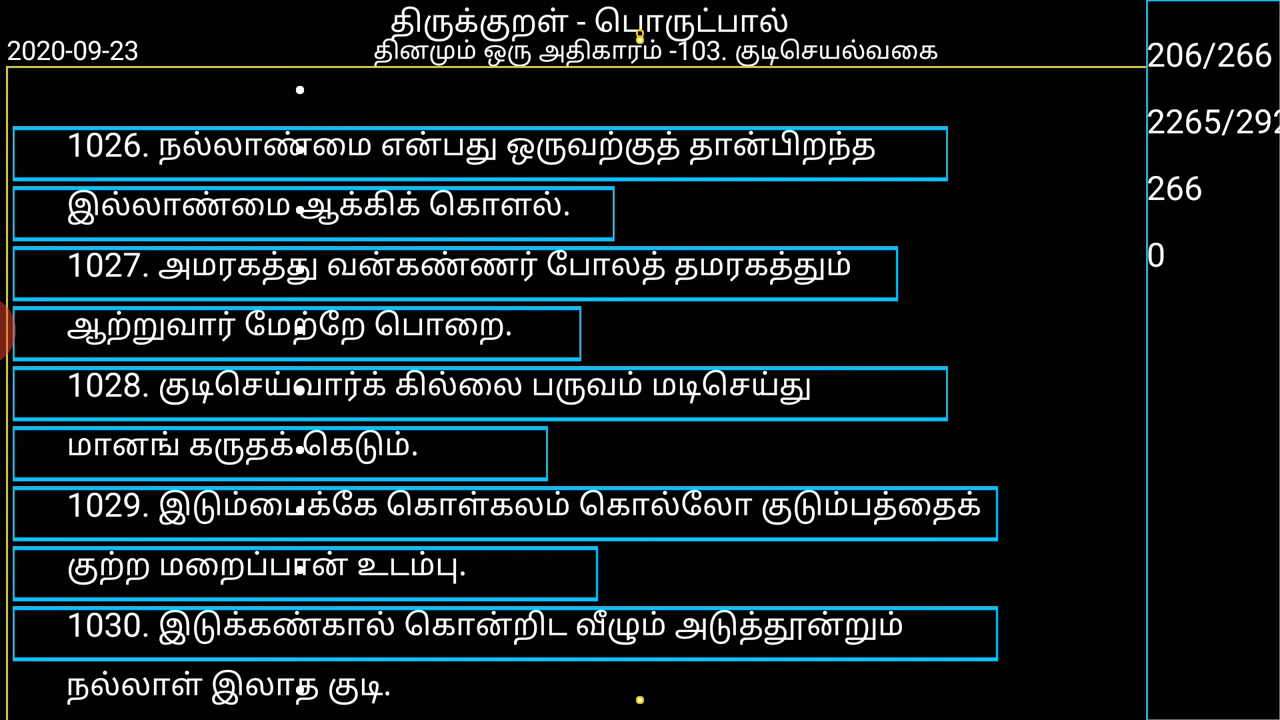 திருக்குறள் - பொருட்பால்
2020-09-23
தினமும் ஒரு அதிகாரம் -103. குடிசெயல்வகை
206/266
2265/292
266
0
1026. நல்லாண்மை என்பது ஒருவற்குத் தான்பிறந்த
இல்லாண்மை ஆக்கிக் கொளல்.
1027. அமரகத்து வன்கண்ணர் போலத் தமரகத்தும்
ஆற்றுவார் மேற்றே பொறை.
1028. குடிசெய்வார்க் கில்லை பருவம் மடிசெய்து
மானங் கருதக் கெடும்.
1029. இடும்பைக்கே கொள்கலம் கொல்லோ குடும்பத்தைக்
குற்ற மறைப்பான் உடம்பு.
1030. இடுக்கண்கால் கொன்றிட வீழும் அடுத்தூன்றும்
நல்லாள் இலாத குடி.